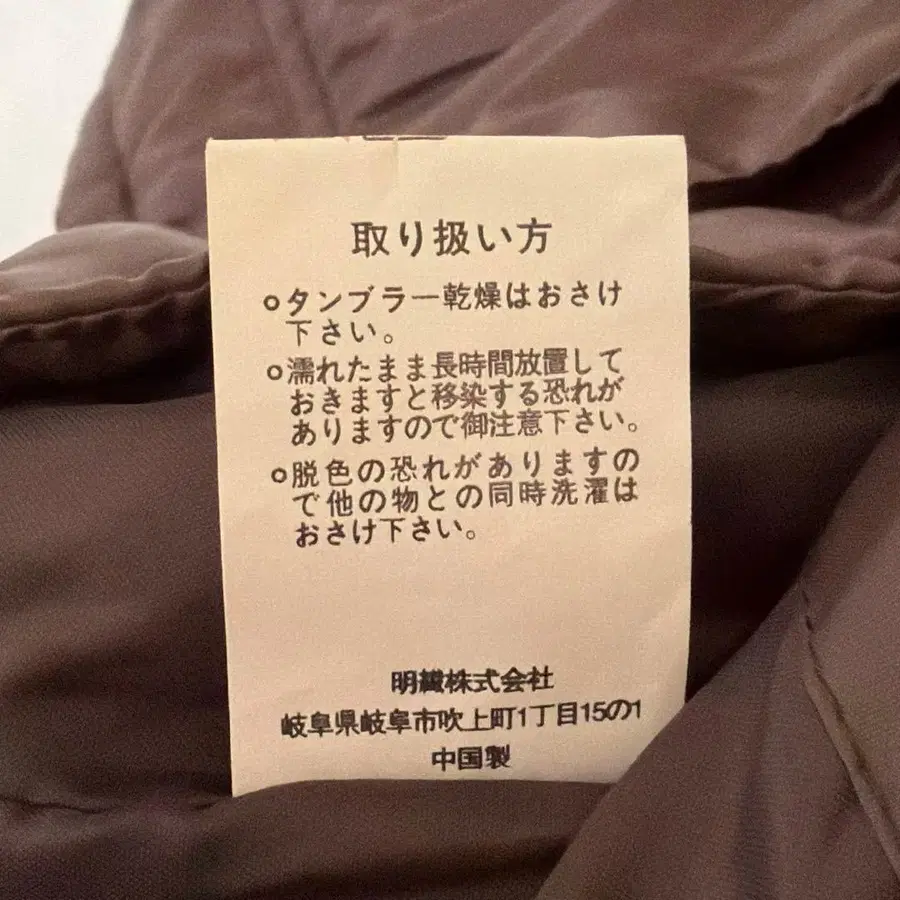 取り扱い方
○タンブラー乾燥はおさけ
下さい。
○濡れたまま長時間放置して
おきますと移染する恐れが
ありますので御注意下さい。
○脱色の恐れがありますの
で他の物との同時洗濯は
おさけ下さい。
明繊株式会社
岐阜県岐阜市吹上町1丁目15の1
中国製